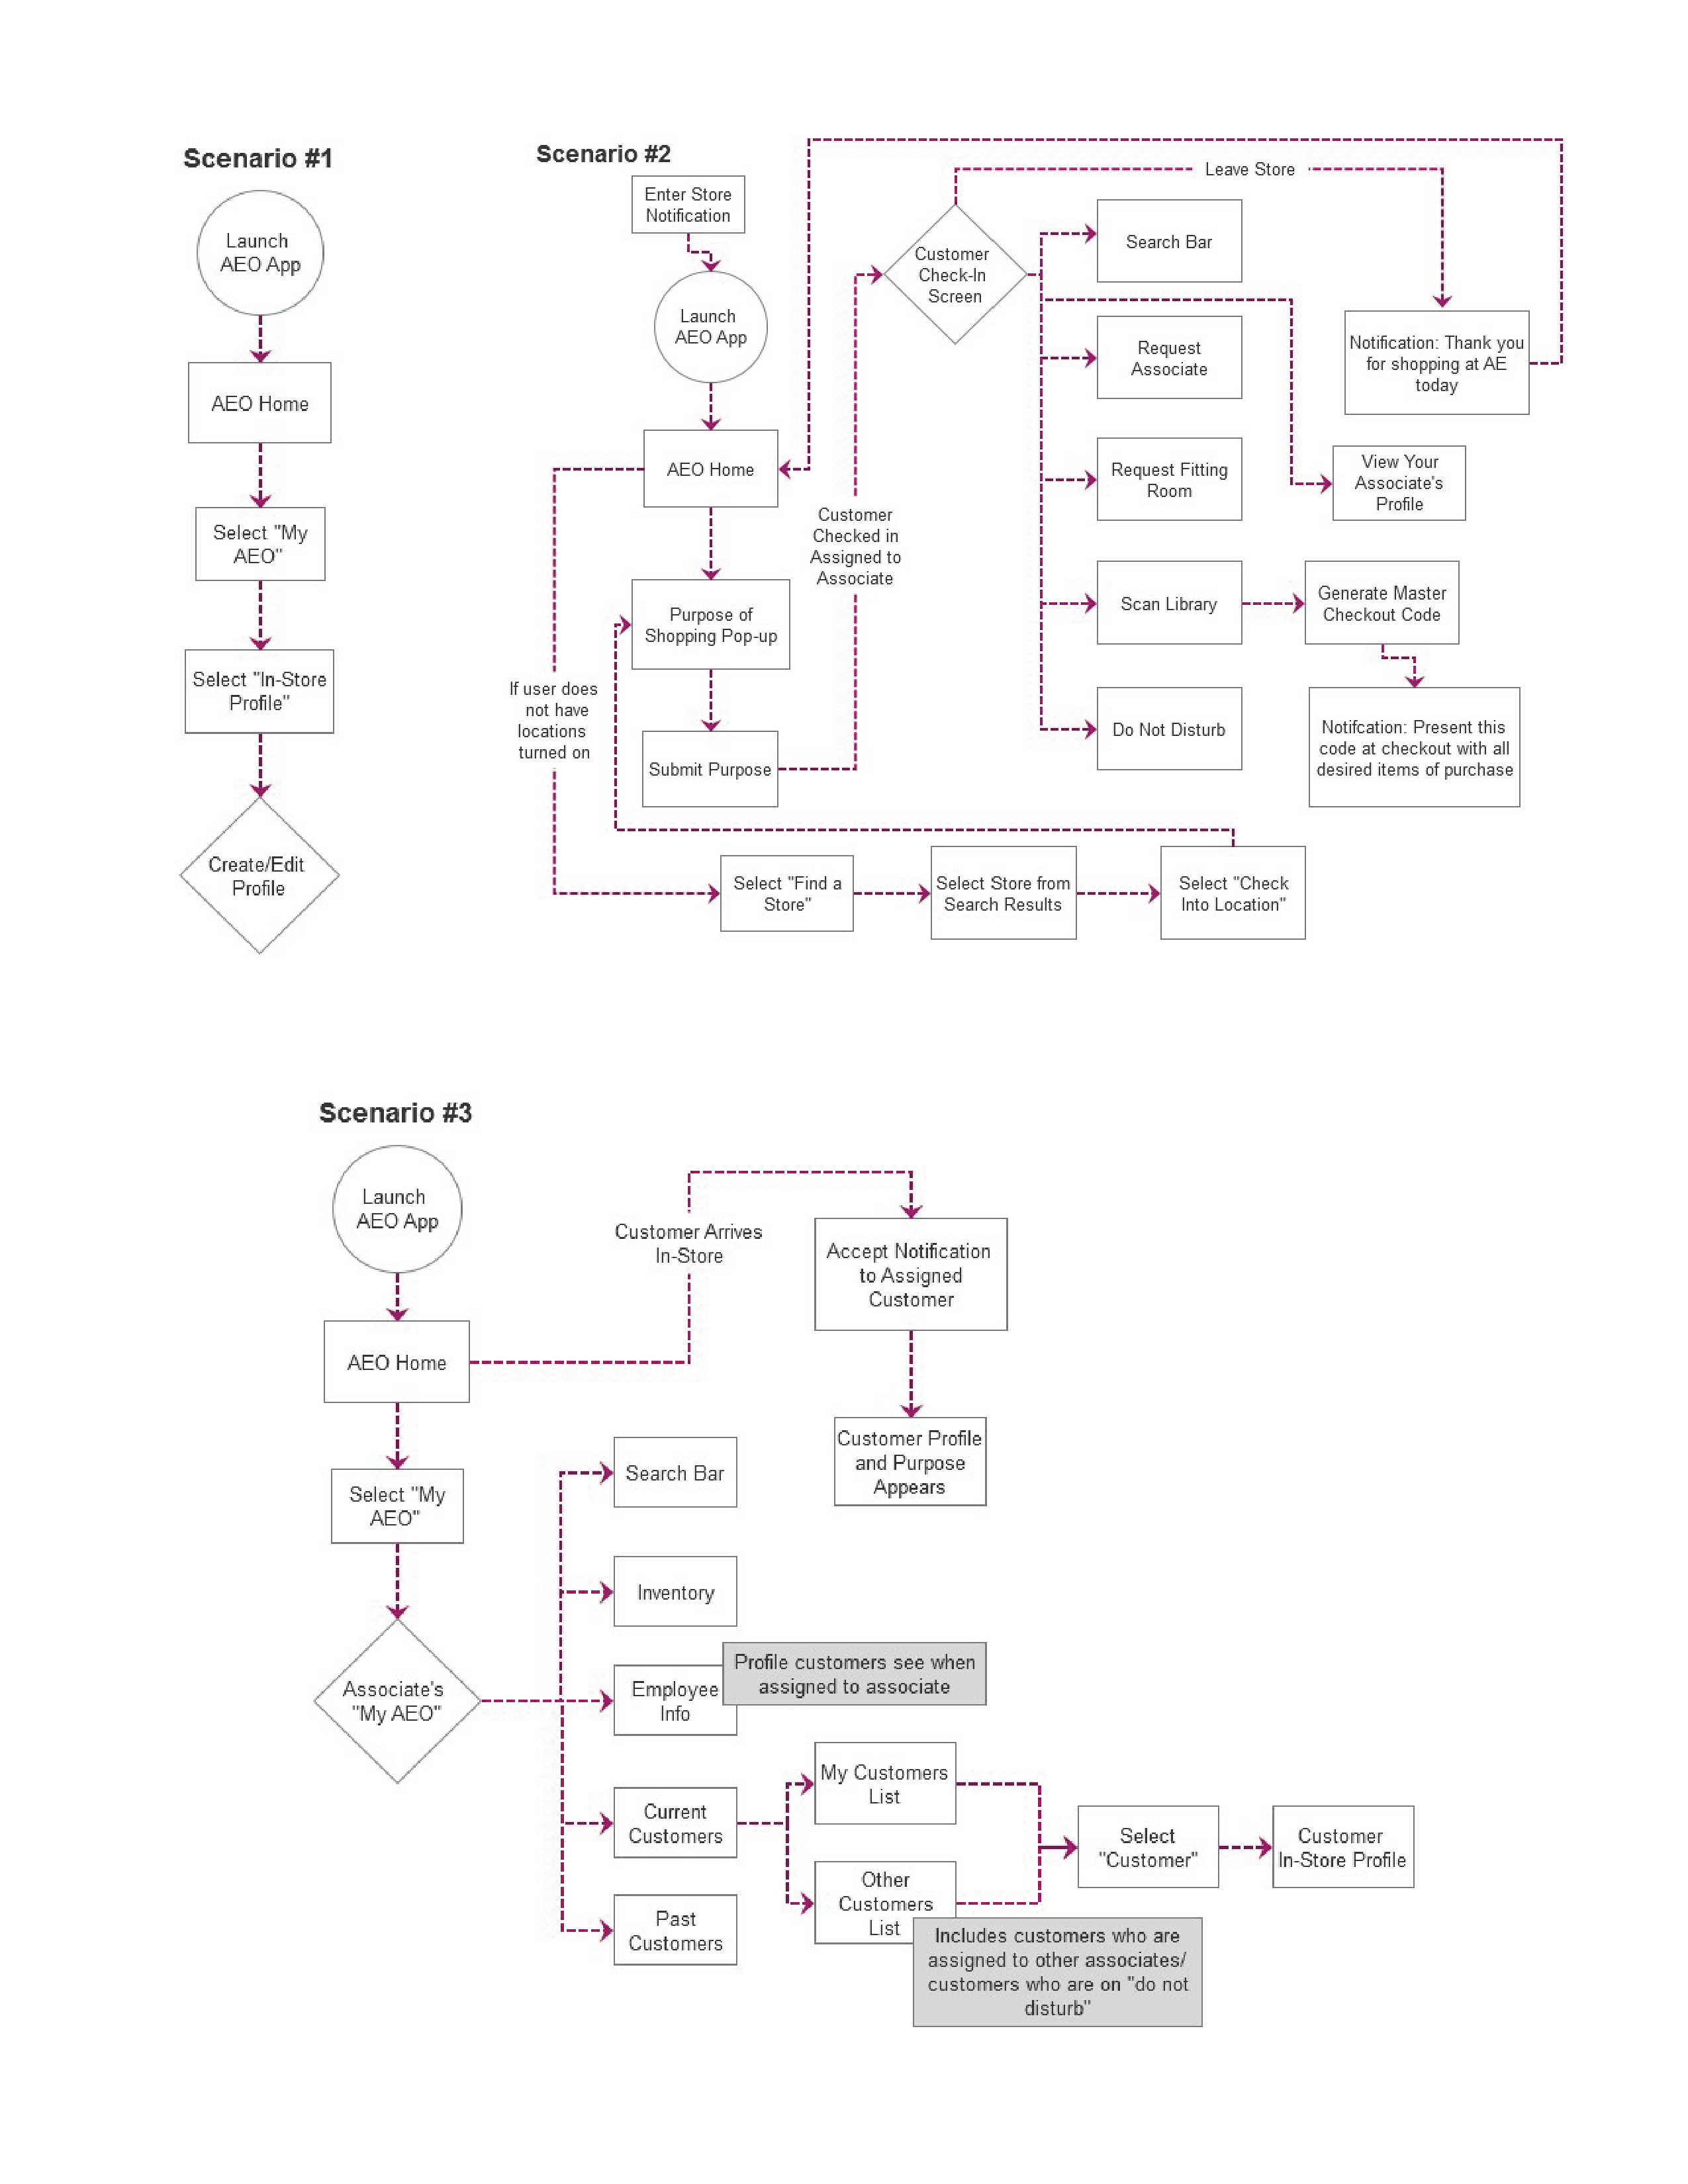 Scenario #1
Launch
AEO App
AEO Home
Select "My
AEO"
Select "In-Store
Profile"
Create/Edit
Profile
Scenario #2
Enter Store
Notification
Launch
AEO App
AEO Home
Purpose of
Shopping Pop-up
Submit Purpose
If user does
not have
locations
turned on
Select "Find a
Store"
Select Store from
Search Results
Select "Check
Into Location"
Customer
Checked in
Assigned to
Associate
Customer
Check-In
Screen
Leave Store
Notification: Thank you
for shopping at AE
today
Search Bar
Request
Associate
Request Fitting
Room
View Your
Associate's
Profile
Scan Library
Generate Master
Checkout Code
Notifcation: Present this
code at checkout with all
desired items of purchase
Do Not Disturb
Scenario #3
Launch
AEO App
AEO Home
Customer Arrives
In-Store
Accept Notification
to Assigned
Customer
Customer Profile
and Purpose
Appears
Select "My
AEO"
Associate's
"My AEO"
Search Bar
Inventory
Employee
Info
Profile customers see when
assigned to associate
Current
Customers
Past
Customers
My Customers
List
Other
Customers
List
Includes customers who are
assigned to other associates/
customers who are on "do not
disturb"
Select
"Customer"
Customer
In-Store Profile